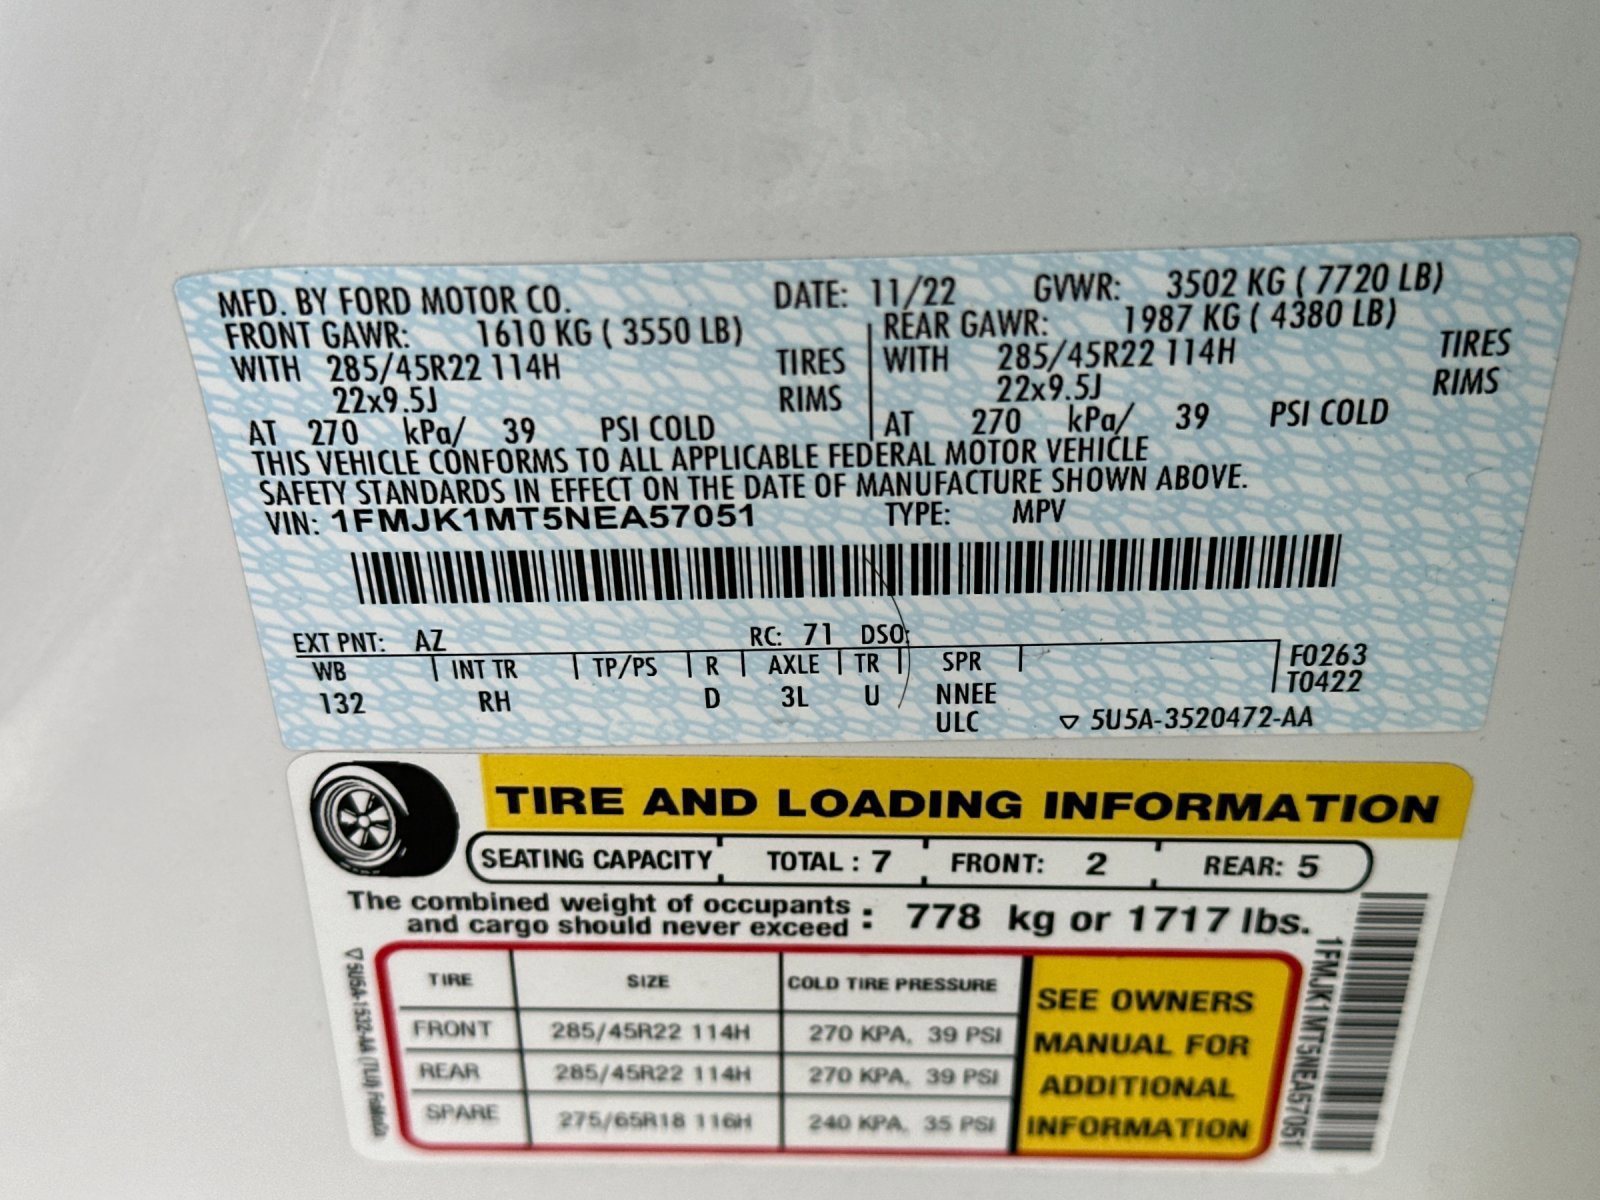 MFD. BY FORD MOTOR CO. DATE: 11/22 GVWR: 3502 KG ( 7720 LB)
FRONT GAWR: 1610 KG ( 3550 LB) REAR GAWR: 1987 KG ( 4380 LB)
WITH 285/45R22 114H TIRES WITH 285/45R22 114H TIRES
22x9.5J RIMS 22x9.5J RIMS
AT 270 kPa/ 39 PSI COLD AT 270 kPa/ 39 PSI COLD
THIS VEHICLE CONFORMS TO ALL APPLICABLE FEDERAL MOTOR VEHICLE
SAFETY STANDARDS IN EFFECT ON THE DATE OF MANUFACTURE SHOWN ABOVE.
VIN: 1FMJK1MT5NEA57051 TYPE: MPV
EXT PNT: AZ RC: 71 DSO:
WB INT TR TP/PS R AXLE TR SPR F0263
132 RH D 3L U NNEE T0422
ULC ▽ 5U5A-3520472-AA
TIRE AND LOADING INFORMATION
SEATING CAPACITY TOTAL : 7 FRONT: 2 REAR: 5
The combined weight of occupants
and cargo should never exceed : 778 kg or 1717 lbs.
TIRE SIZE COLD TIRE PRESSURE
FRONT 285/45R22 114H 270 KPA, 39 PSI
REAR 285/45R22 114H 270 KPA, 39 PSI
SPARE 275/65R18 116H 240 KPA, 35 PSI
SEE OWNERS
MANUAL FOR
ADDITIONAL
INFORMATION
1FMJK1MT5NEA57051